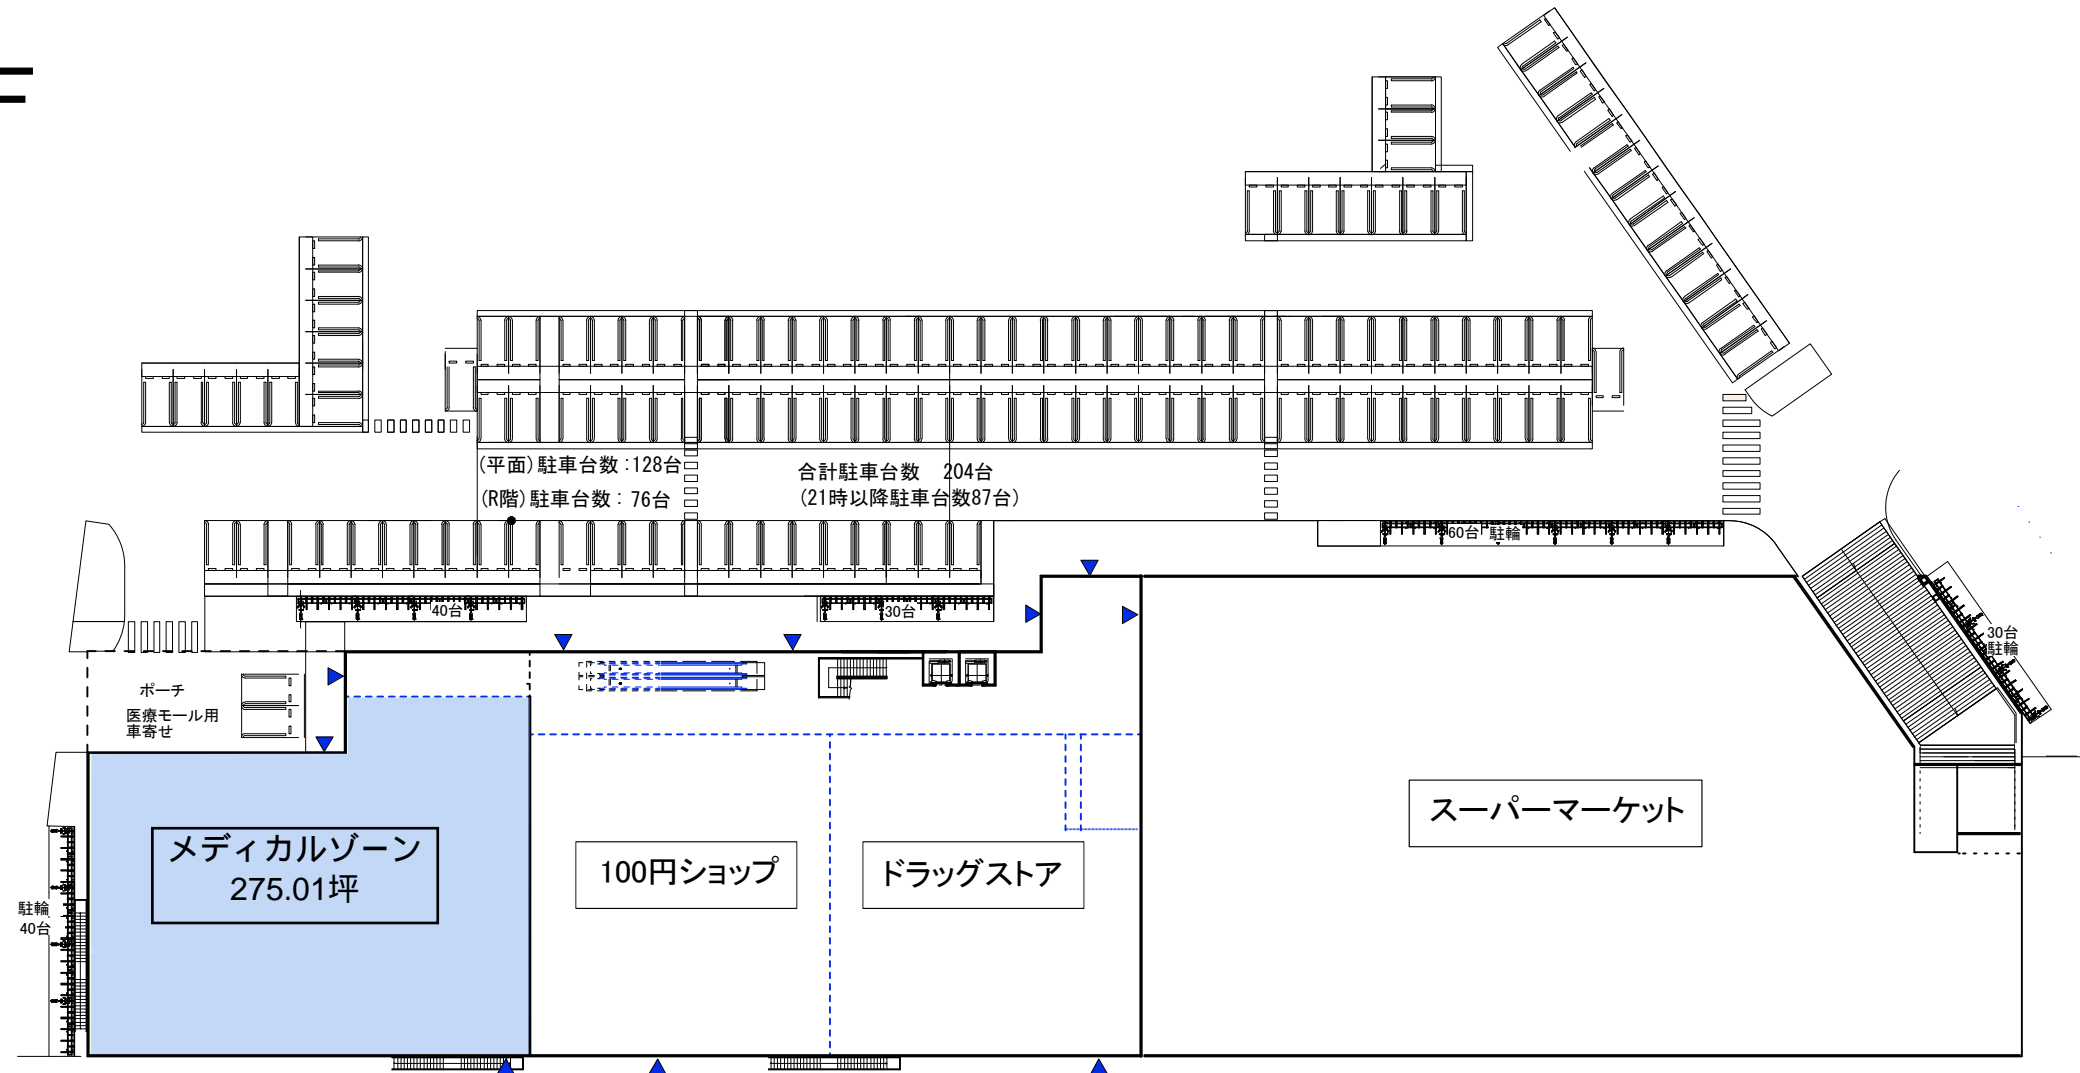 (平面)駐車台数:128台
(R階)駐車台数:76台
合計駐車台数 204台
(21時以降駐車台数87台)
60台 駐輪
40台
30台
30台
駐輪
ポーチ
医療モール用
車寄せ
メディカルゾーン
275.01坪
100円ショップ
ドラッグストア
スーパーマーケット
駐輪
40台